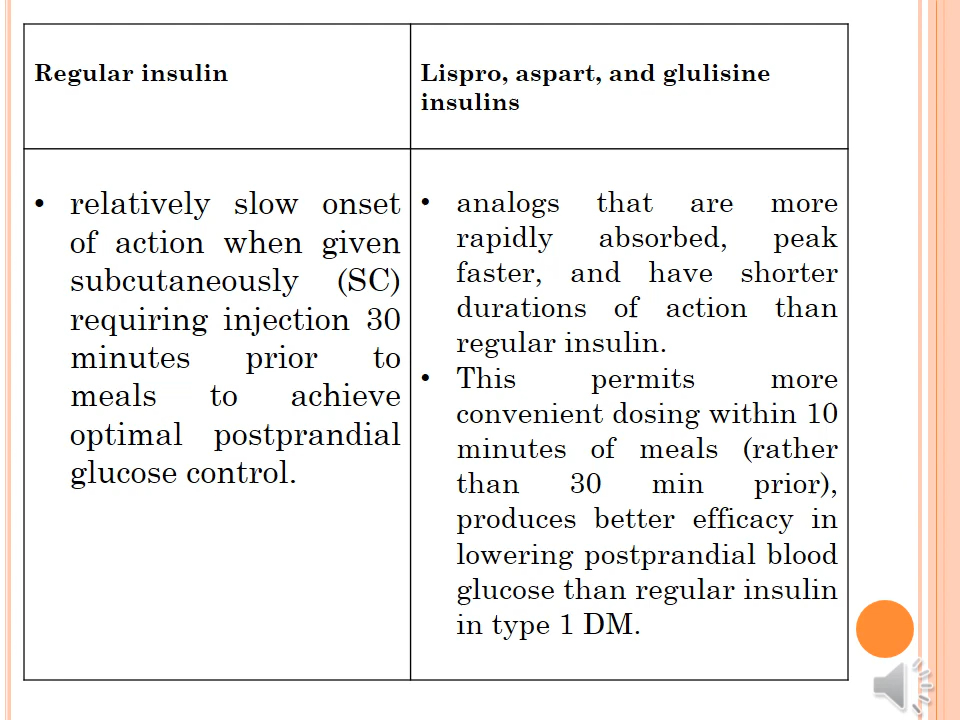 Regular insulin
Lispro, aspart, and glulisine
insulins
• relatively slow onset
of action when given
subcutaneously (SC)
requiring injection 30
minutes prior to
meals to achieve
optimal postprandial
glucose control.
• analogs that are more
rapidly absorbed, peak
faster, and have shorter
durations of action than
regular insulin.
• This permits more
convenient dosing within 10
minutes of meals (rather
than 30 min prior),
produces better efficacy in
lowering postprandial blood
glucose than regular insulin
in type 1 DM.